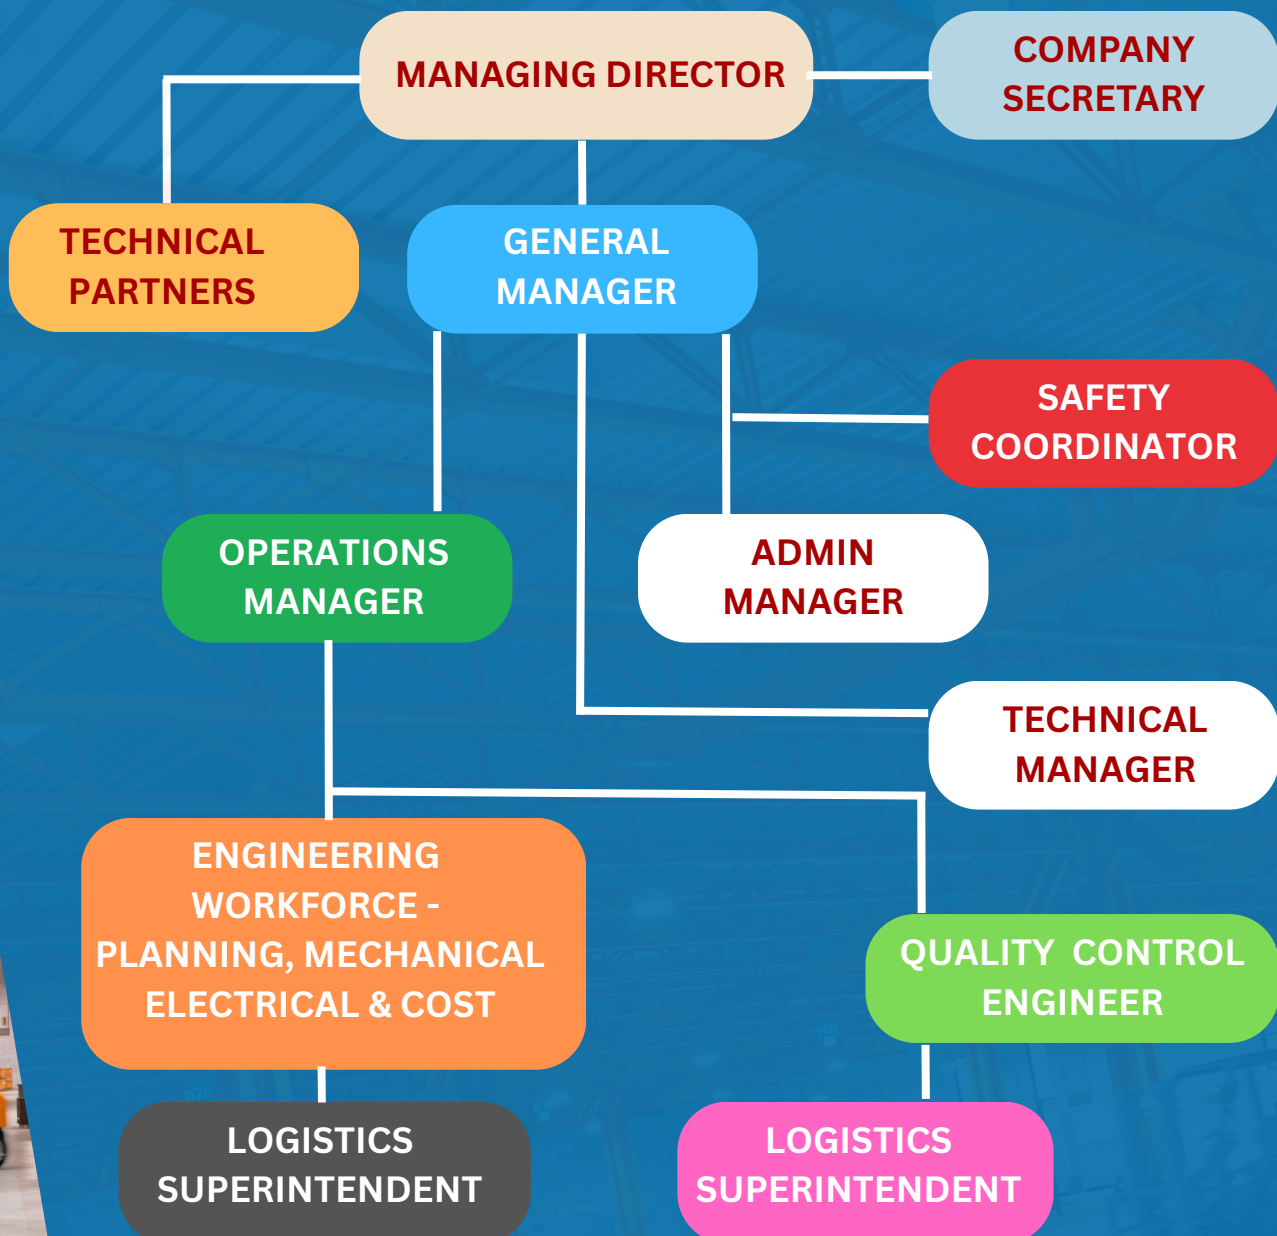 MANAGING DIRECTOR
COMPANY
SECRETARY
TECHNICAL
PARTNERS
GENERAL
MANAGER
SAFETY
COORDINATOR
OPERATIONS
MANAGER
ADMIN
MANAGER
TECHNICAL
MANAGER
ENGINEERING
WORKFORCE -
PLANNING, MECHANICAL
ELECTRICAL & COST
QUALITY CONTROL
ENGINEER
LOGISTICS
SUPERINTENDENT
LOGISTICS
SUPERINTENDENT